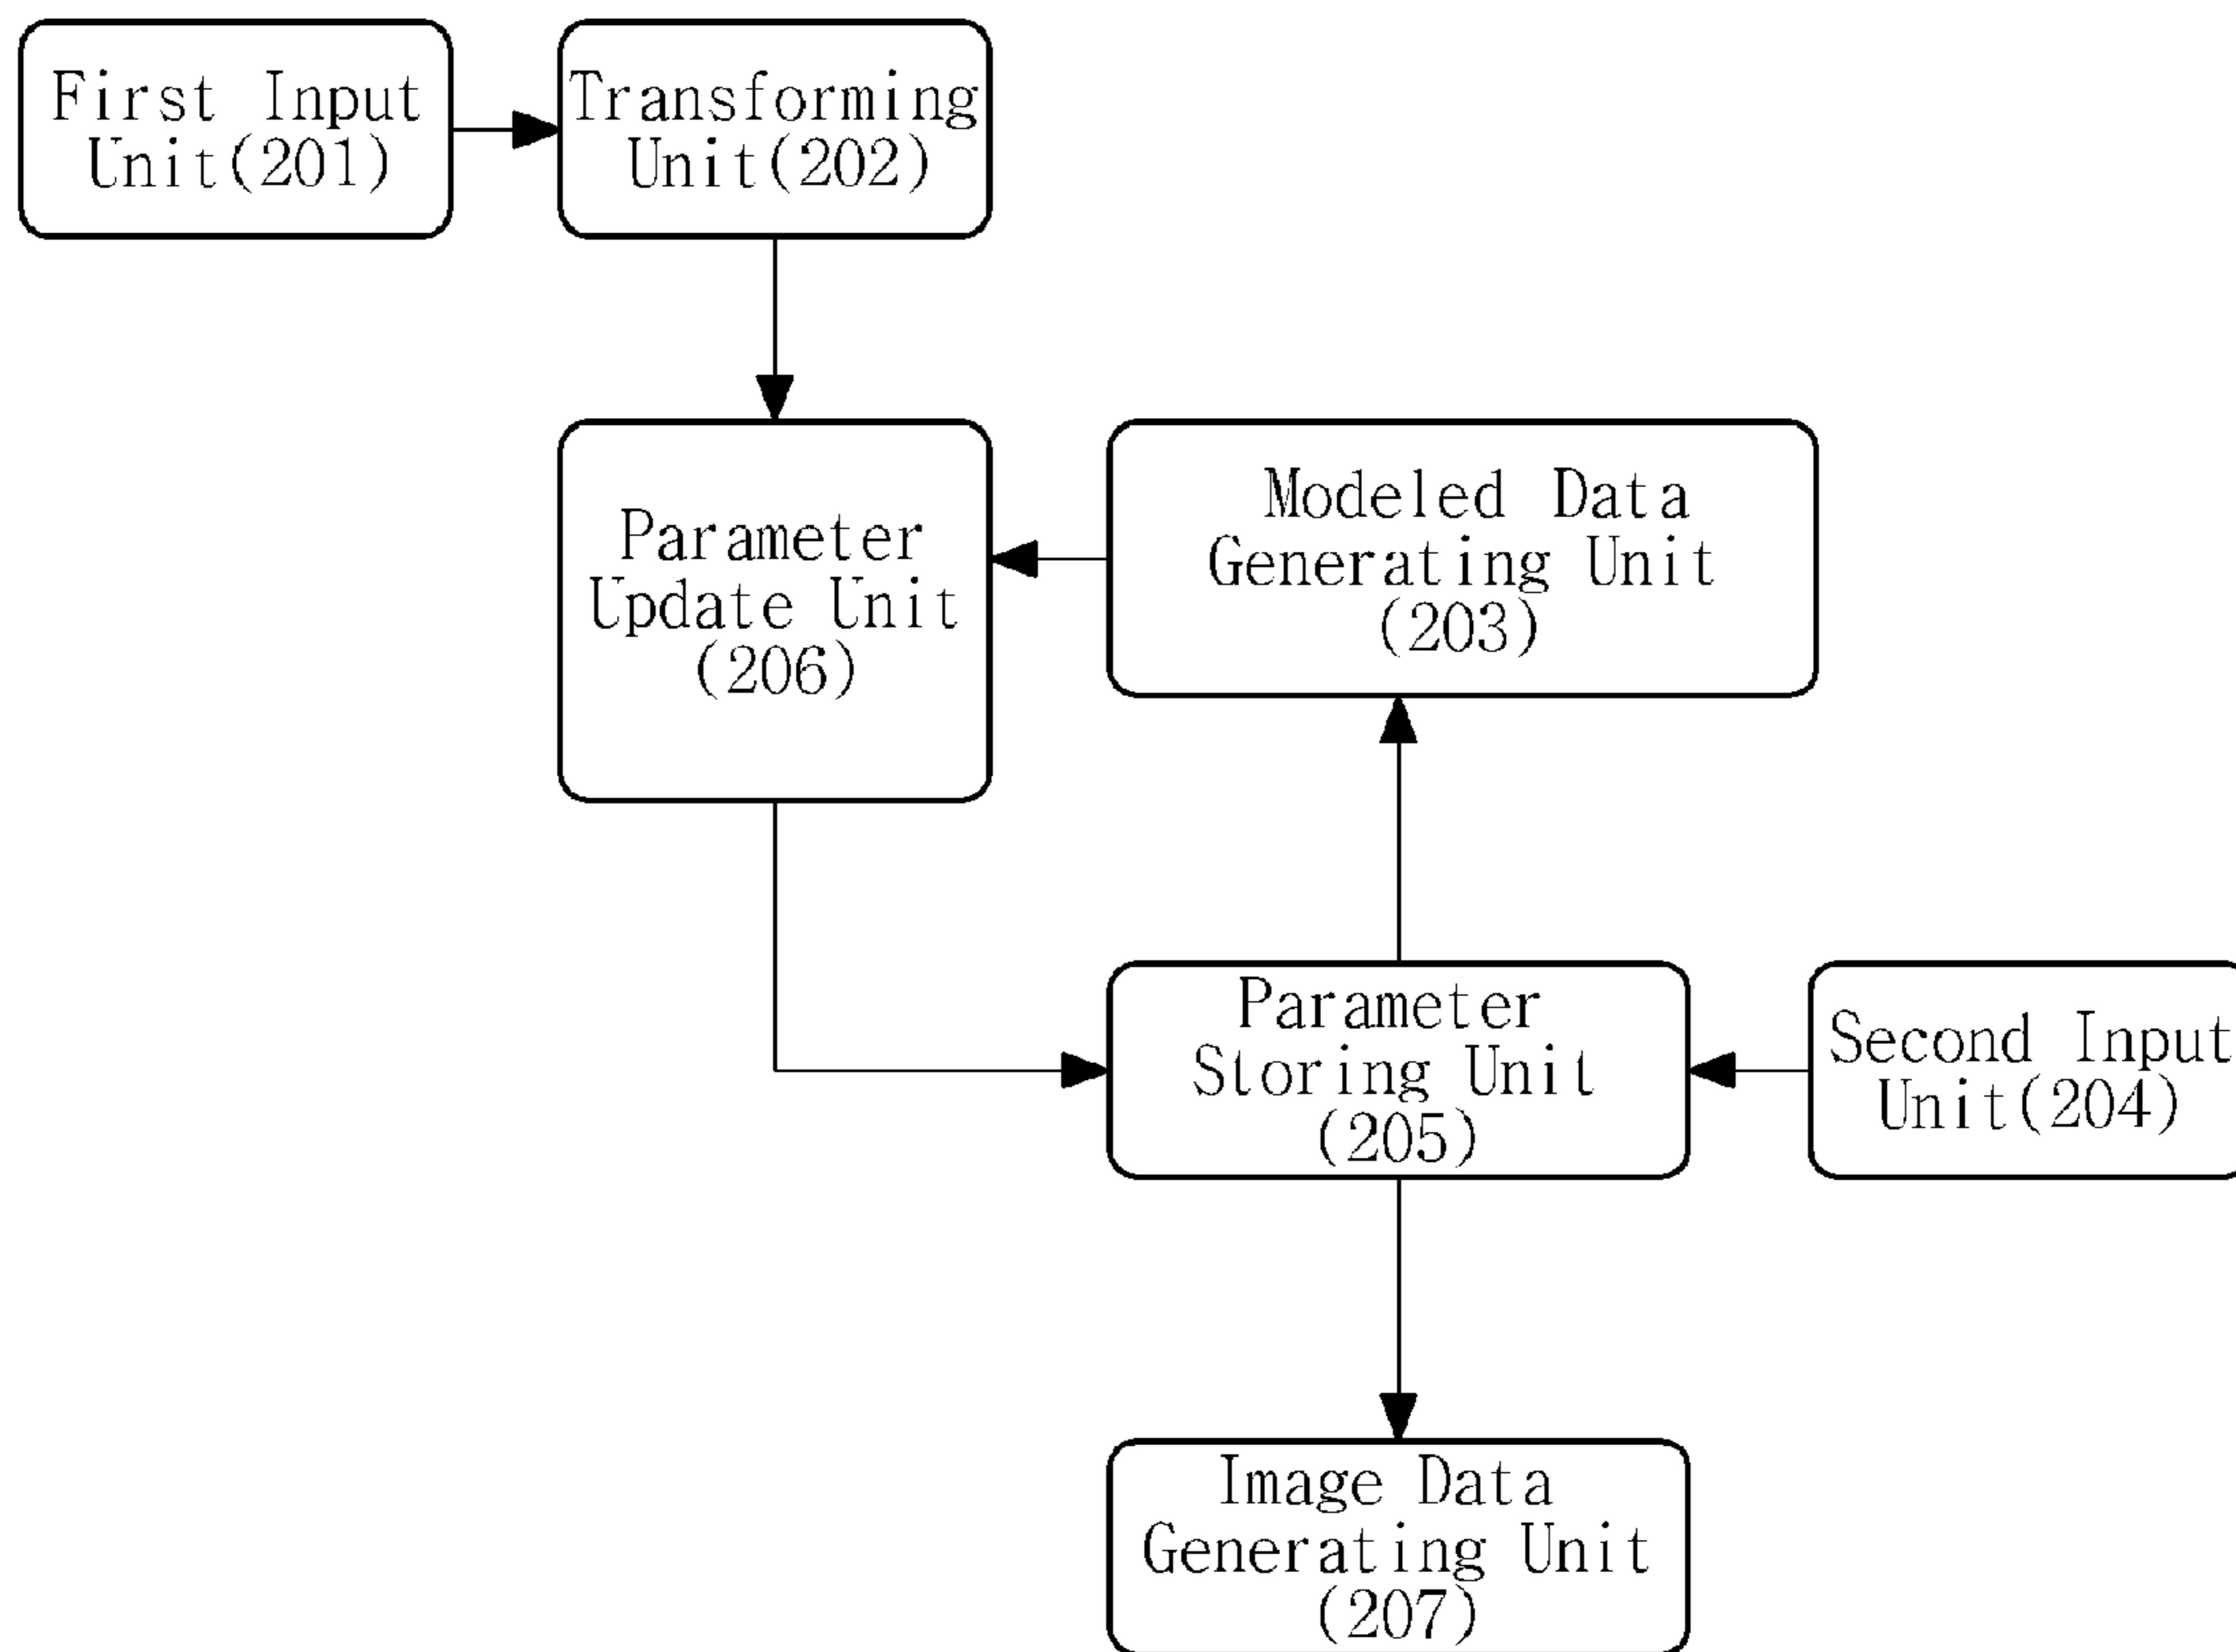 First Input
Unit(201)
Transforming
Unit(202)
Parameter
Update Unit
(206)
Modeled Data
Generating Unit
(203)
Parameter
Storing Unit
(205)
Second Input
Unit(204)
Image Data
Generating Unit
(207)